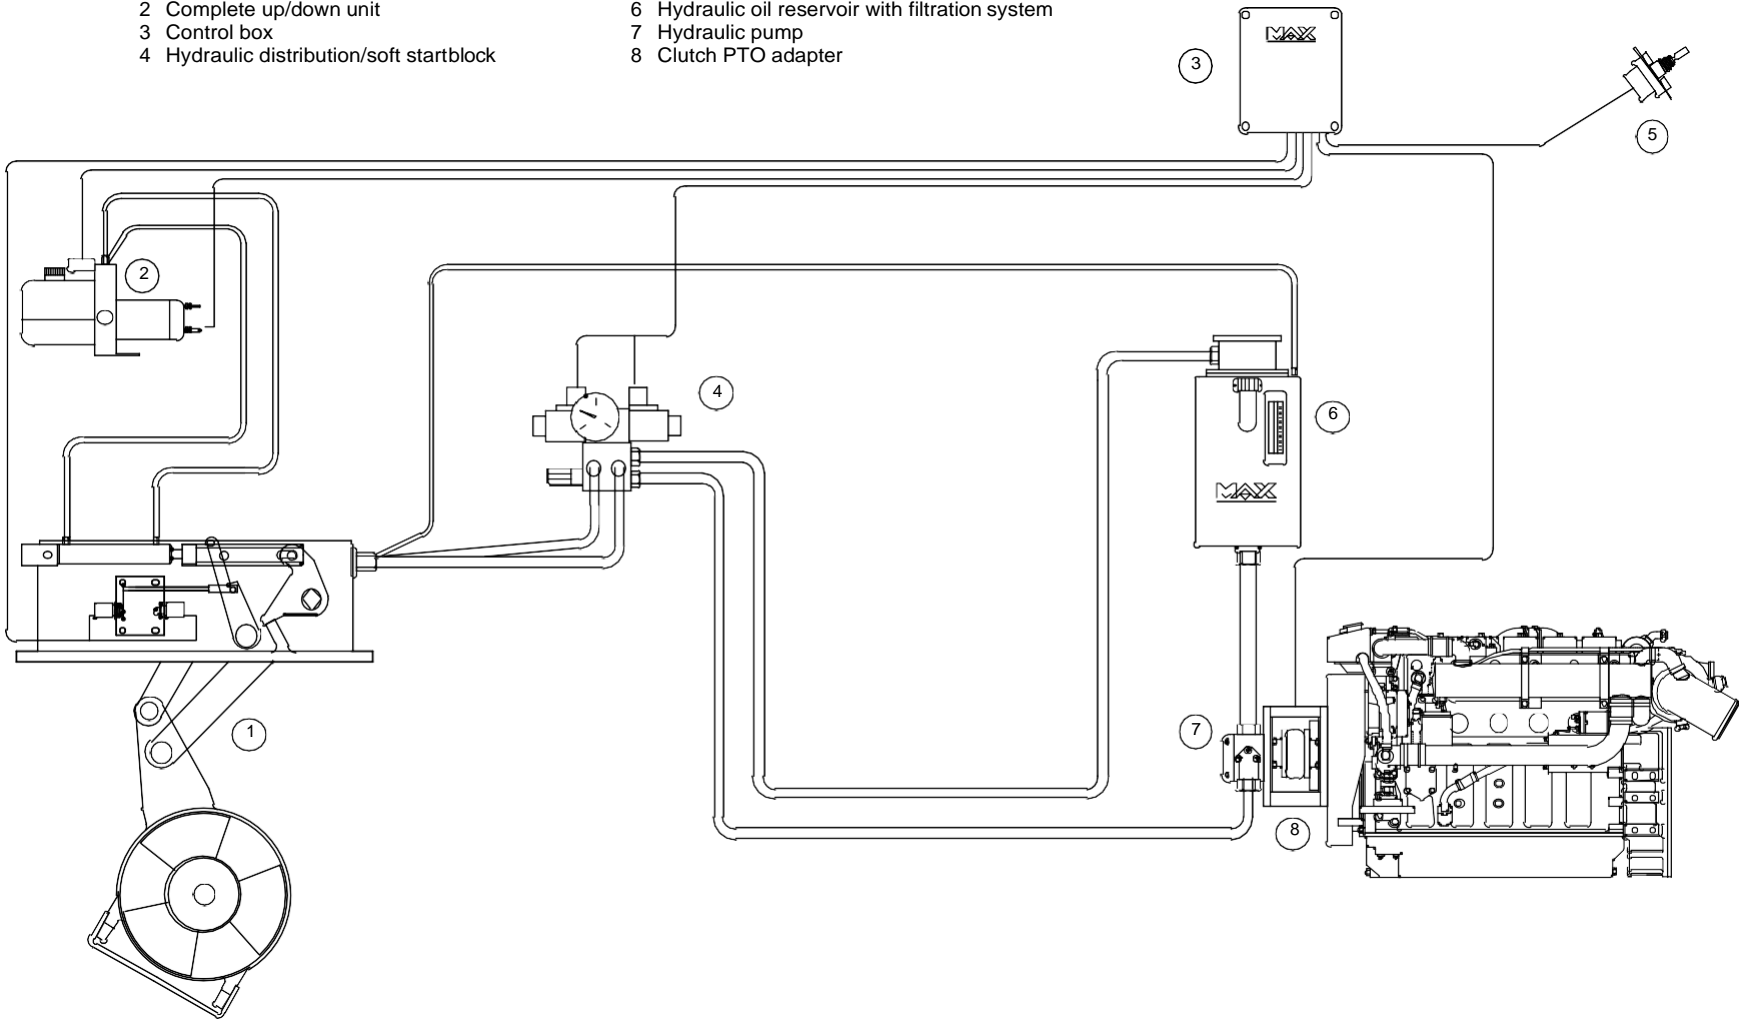 2 Complete up/down unit
3 Control box
4 Hydraulic distribution/soft startblock
6 Hydraulic oil reservoir with filtration system
7 Hydraulic pump
8 Clutch PTO adapter
MAX
3
5
2
4
6
MAX
7
1
8